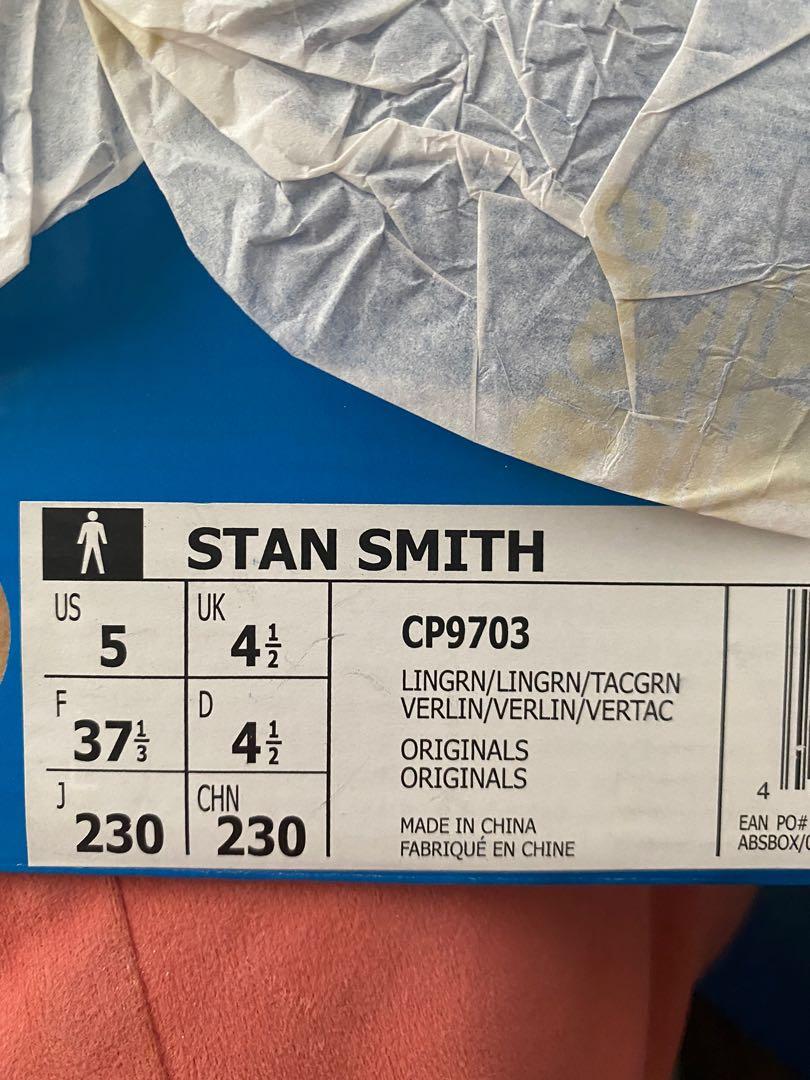 STAN SMITH
US 5
UK 4½
F 37⅓
D 4½
J 230
CHN 230
CP9703
LINGRN/LINGRN/TACGRN
VERLIN/VERLIN/VERTAC
ORIGINALS
ORIGINALS
MADE IN CHINA
FABRIQUÉ EN CHINE
4
EAN PO#